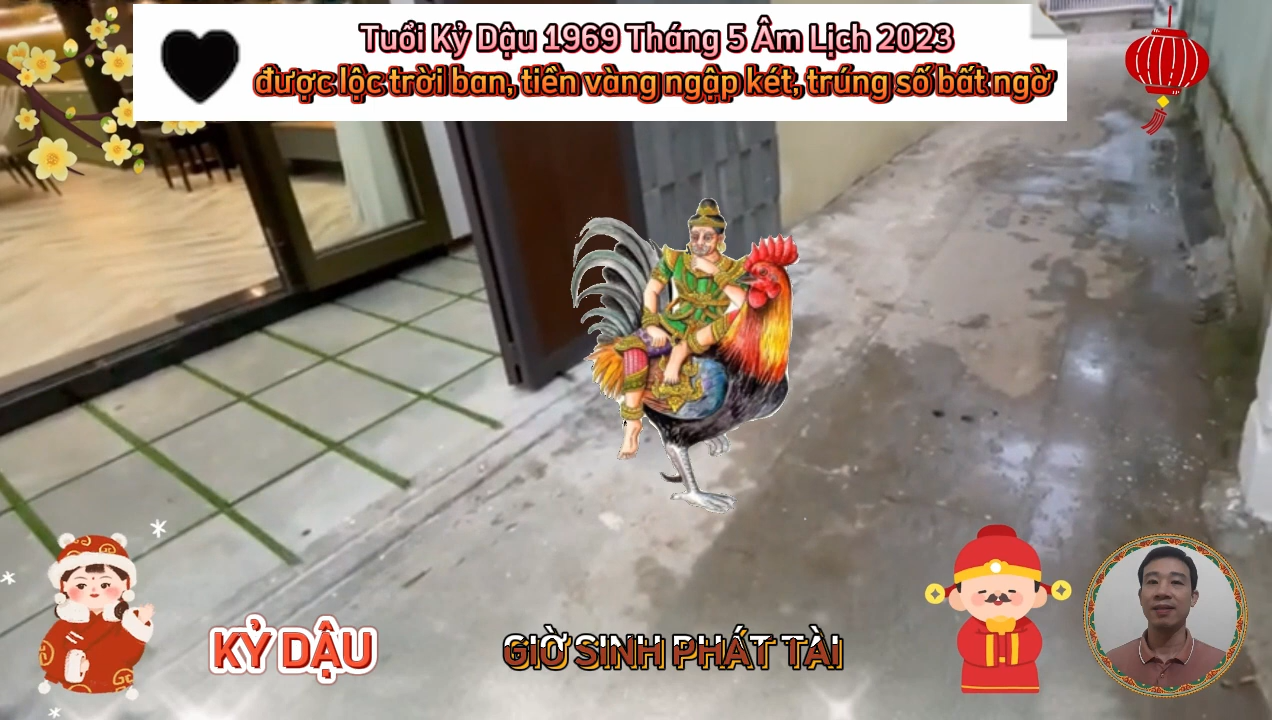 Tuổi Kỷ Dậu 1969 Tháng 5 Âm Lịch 2023
được lộc trời ban, tiền vàng ngập két, trúng số bất ngờ
KỶ DẬU
GIỜ SINH PHÁT TÀI